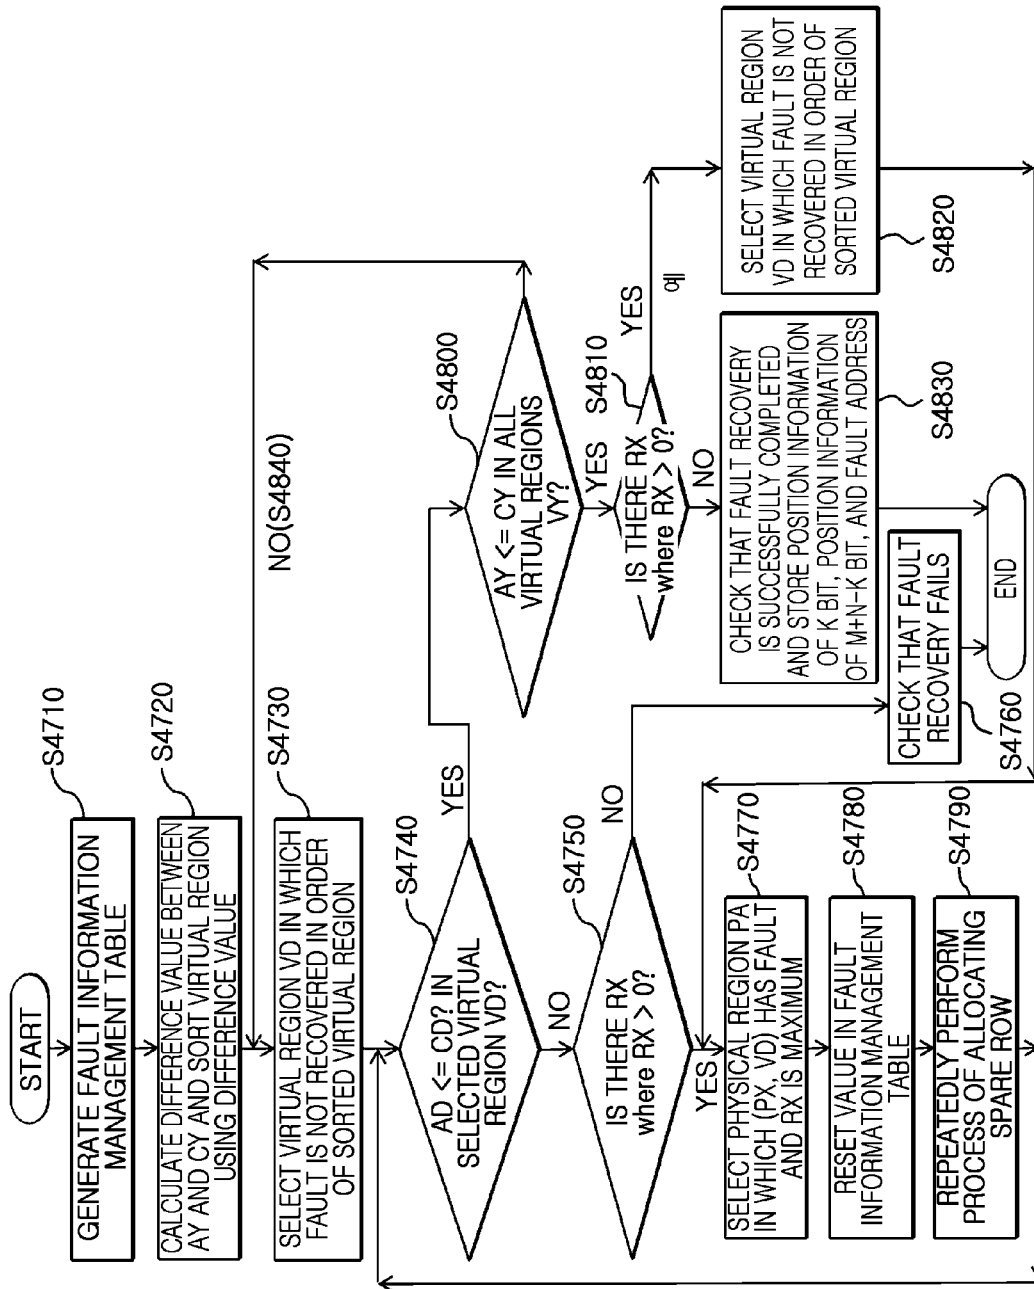 START
S4710
GENERATE FAULT INFORMATION
MANAGEMENT TABLE
S4720
CALCULATE DIFFERENCE VALUE BETWEEN
AY AND CY AND SORT VIRTUAL REGION
USING DIFFERENCE VALUE
S4730
SELECT VIRTUAL REGION VD IN WHICH
FAULT IS NOT RECOVERED IN ORDER
OF SORTED VIRTUAL REGION
NO(S4840)
S4740
AD <= CD? IN
SELECTED VIRTUAL
REGION VD?
YES
NO
S4800
AY <= CY IN ALL
VIRTUAL REGIONS
VY?
YES
S4750
IS THERE RX
where RX > 0?
NO
YES
S4810
IS THERE RX
where RX > 0?
YES
예
NO
S4770
SELECT PHYSICAL REGION PA
IN WHICH (PX, VD) HAS FAULT
AND RX IS MAXIMUM
S4780
RESET VALUE IN FAULT
INFORMATION MANAGEMENT
TABLE
S4790
REPEATEDLY PERFORM
PROCESS OF ALLOCATING
SPARE ROW
CHECK THAT FAULT RECOVERY
IS SUCCESSFULLY COMPLETED
AND STORE POSITION INFORMATION
OF K BIT, POSITION INFORMATION
OF M+N-K BIT, AND FAULT ADDRESS
S4830
SELECT VIRTUAL REGION
VD IN WHICH FAULT IS NOT
RECOVERED IN ORDER OF
SORTED VIRTUAL REGION
S4820
CHECK THAT FAULT
RECOVERY FAILS
S4760
END